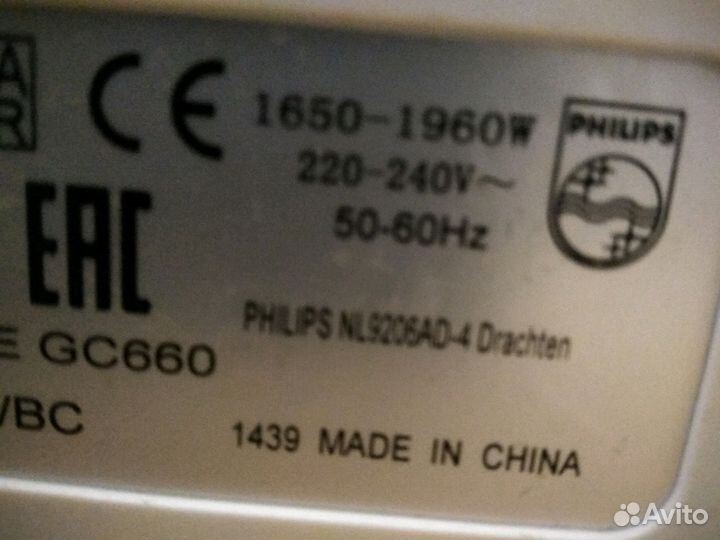 A
R
CE
1650-1960W
PHILIPS
220-240V~
50-60Hz
EAC
PHILIPS NL9206AD-4 Drachten
E GC660
/BC
1439 MADE IN CHINA
Avito